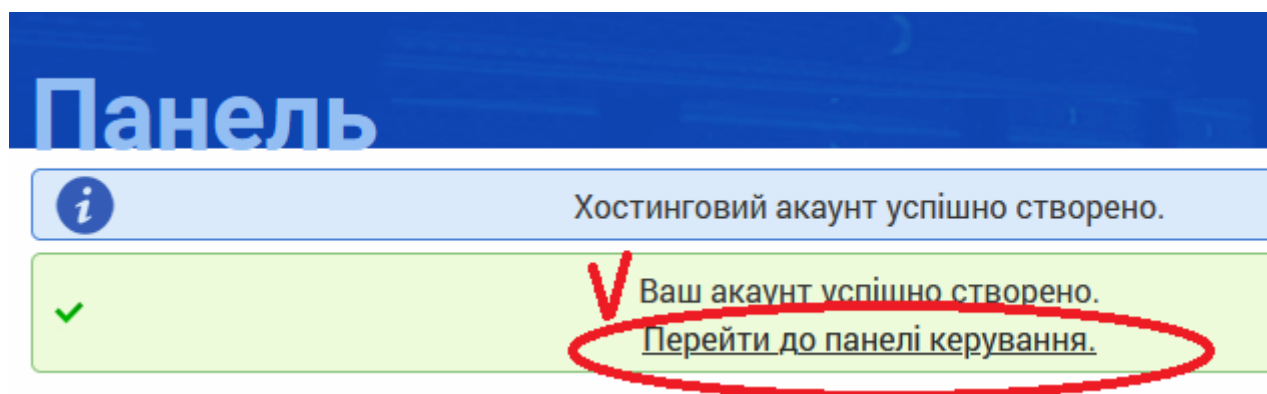 Панель
Хостинговий акаунт успішно створено.
Ваш акаунт успішно створено.
Перейти до панелі керування.